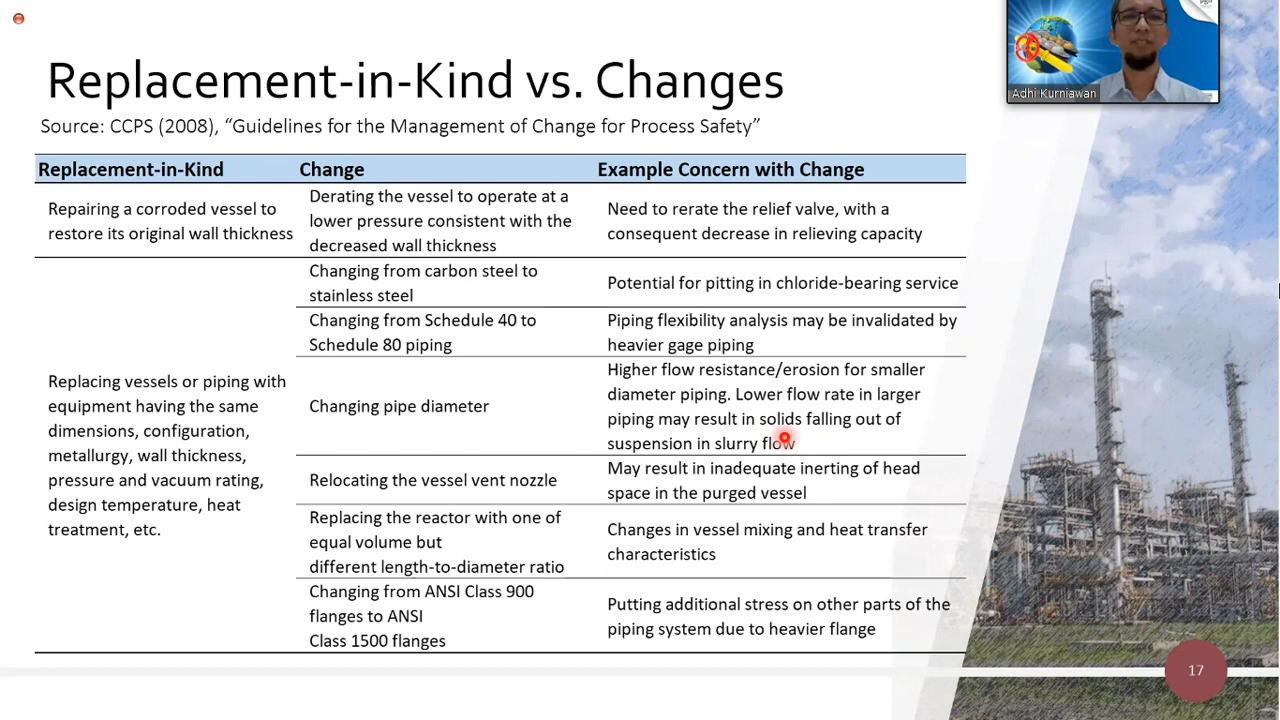 Replacement-in-Kind vs. Changes
Source: CCPS (2008), “Guidelines for the Management of Change for Process Safety”
Replacement-in-Kind
Change
Example Concern with Change
Repairing a corroded vessel to
restore its original wall thickness
Derating the vessel to operate at a
lower pressure consistent with the
decreased wall thickness
Need to rerate the relief valve, with a
consequent decrease in relieving capacity
Replacing vessels or piping with
equipment having the same
dimensions, configuration,
metallurgy, wall thickness,
pressure and vacuum rating,
design temperature, heat
treatment, etc.
Changing from carbon steel to
stainless steel
Potential for pitting in chloride-bearing service
Changing from Schedule 40 to
Schedule 80 piping
Piping flexibility analysis may be invalidated by
heavier gage piping
Changing pipe diameter
Higher flow resistance/erosion for smaller
diameter piping. Lower flow rate in larger
piping may result in solids falling out of
suspension in slurry flow
Relocating the vessel vent nozzle
May result in inadequate inerting of head
space in the purged vessel
Replacing the reactor with one of
equal volume but
different length-to-diameter ratio
Changes in vessel mixing and heat transfer
characteristics
Changing from ANSI Class 900
flanges to ANSI
Class 1500 flanges
Putting additional stress on other parts of the
piping system due to heavier flange
Adhi Kurniawan
17